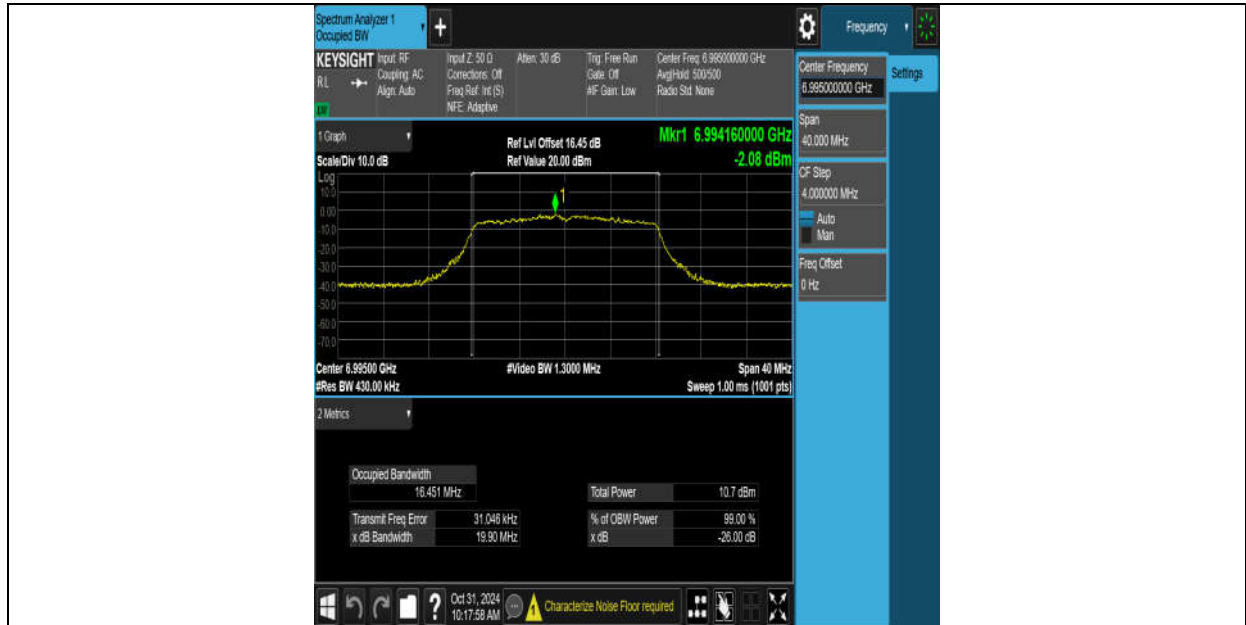 Spectrum Analyzer 1
Occupied BW
+
Frequency
KEYSIGHT
RL
Input: RF
Coupling: AC
Align: Auto
Input Z: 50 Ω
Corrections: Off
Freq Ref: Int (S)
NFE: Adaptive
Atten: 30 dB
Trig: Free Run
Gate: Off
#IF Gain: Low
Center Freq: 6.995000000 GHz
Avg|Hold: 500/500
Radio Std: None
Center Frequency
6.995000000 GHz
Settings
Span
40.000 MHz
CF Step
4.000000 MHz
Auto
Man
Freq Offset
0 Hz
1 Graph
Scale/Div 10.0 dB
Ref Lvl Offset 16.45 dB
Ref Value 20.00 dBm
Mkr1 6.994160000 GHz
-2.08 dBm
Log
10.0
0.00
-10.0
-20.0
-30.0
-40.0
-50.0
-60.0
-70.0
1
Center 6.99500 GHz
#Res BW 430.00 kHz
#Video BW 1.3000 MHz
Span 40 MHz
Sweep 1.00 ms (1001 pts)
2 Metrics
Occupied Bandwidth
16.451 MHz
Total Power 10.7 dBm
Transmit Freq Error 31.046 kHz
% of OBW Power 99.00 %
x dB Bandwidth 19.90 MHz
x dB -26.00 dB
?
Oct 31, 2024
10:17:58 AM
1
Characterize Noise Floor required